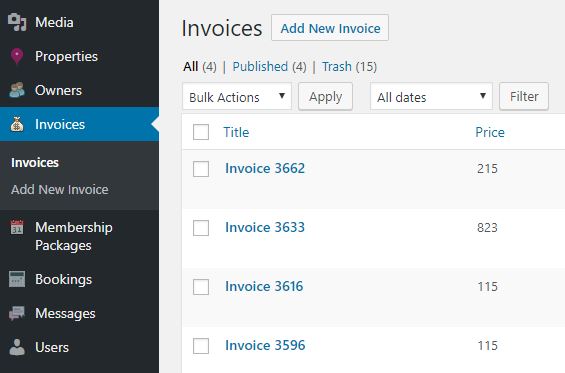 Media
Properties
Owners
Invoices
Invoices
Add New Invoice
Membership
Packages
Bookings
Messages
Users
Invoices Add New Invoice
All (4) | Published (4) | Trash (15)
Bulk Actions Apply All dates Filter
Title Price
Invoice 3662 215
Invoice 3633 823
Invoice 3616 115
Invoice 3596 115